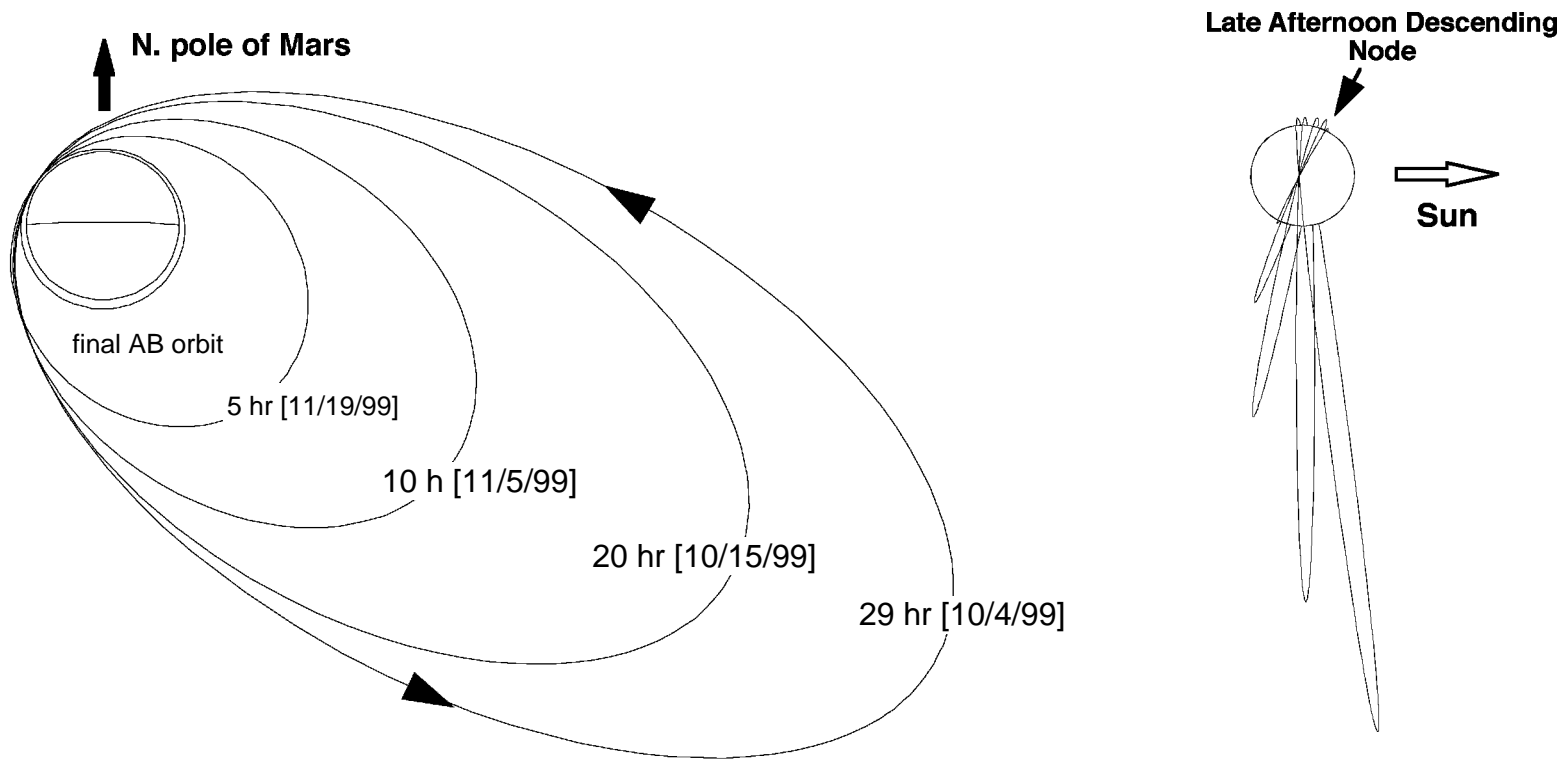 N. pole of Mars
final AB orbit
5 hr [11/19/99]
10 h [11/5/99]
20 hr [10/15/99]
29 hr [10/4/99]
Late Afternoon Descending
Node
Sun